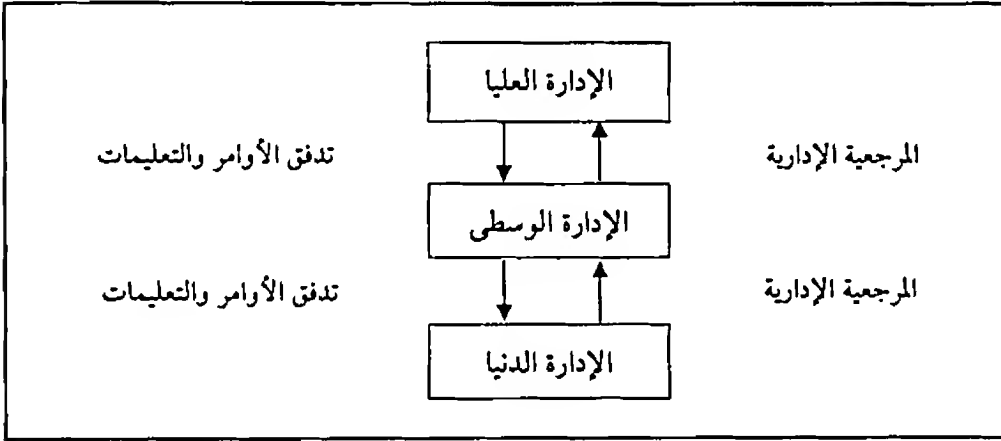 الإدارة العليا
المرجعية الإدارية
تدفق الأوامر والتعليمات
الإدارة الوسطى
المرجعية الإدارية
تدفق الأوامر والتعليمات
الإدارة الدنيا